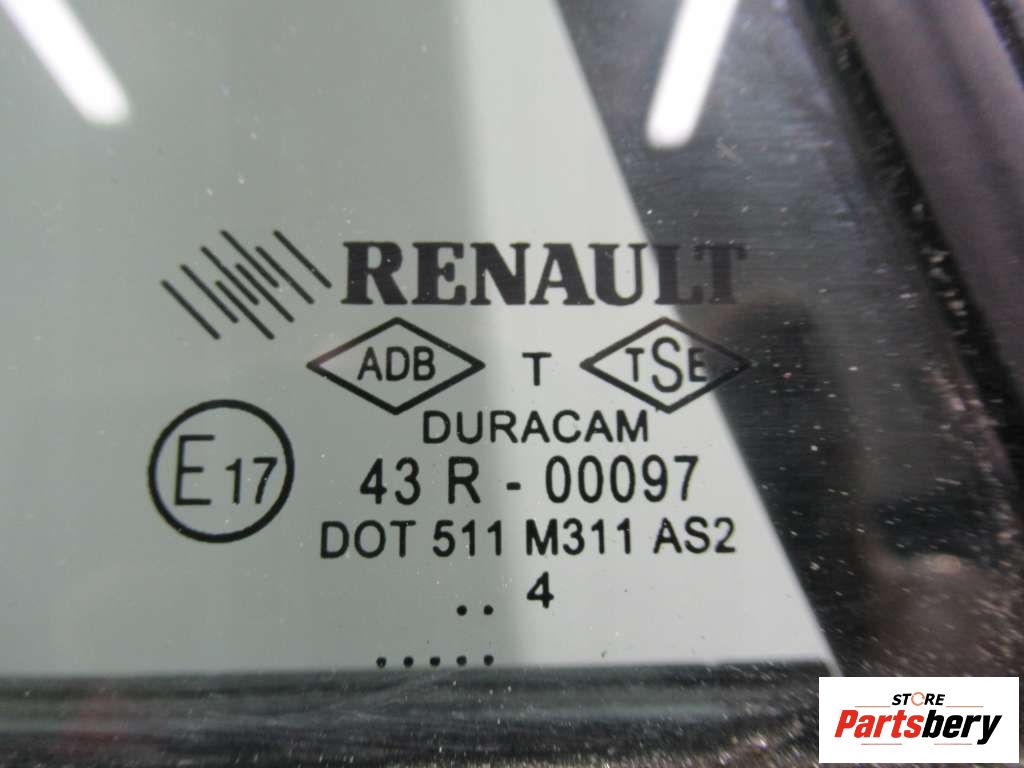 RENAULT
ADB T TSE
DURACAM
E17 43 R - 00097
DOT 511 M311 AS2
.. 4
.....
STORE
Partsbery